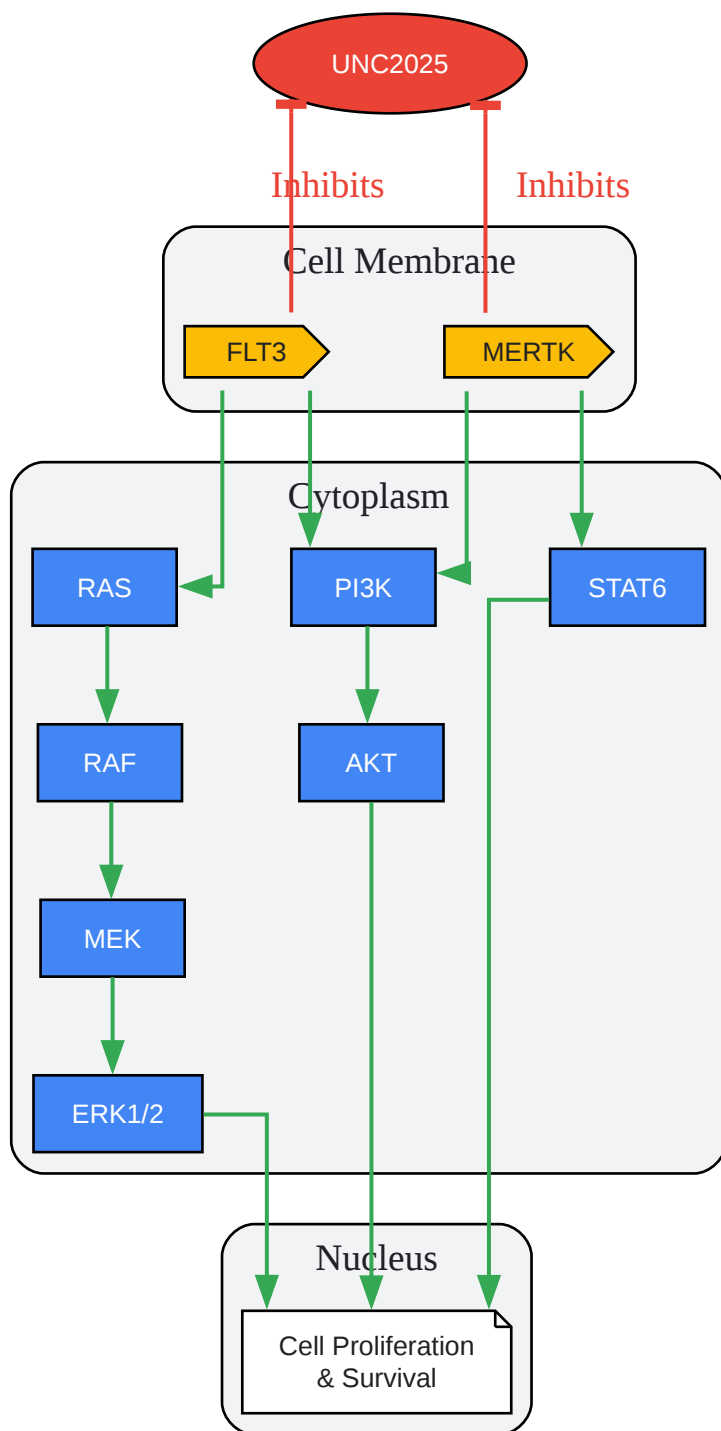 UNC2025
Inhibits
Inhibits
Cell Membrane
FLT3
MERTK
Cytoplasm
RAS
PI3K
STAT6
RAF
AKT
MEK
ERK1/2
Nucleus
Cell Proliferation
& Survival